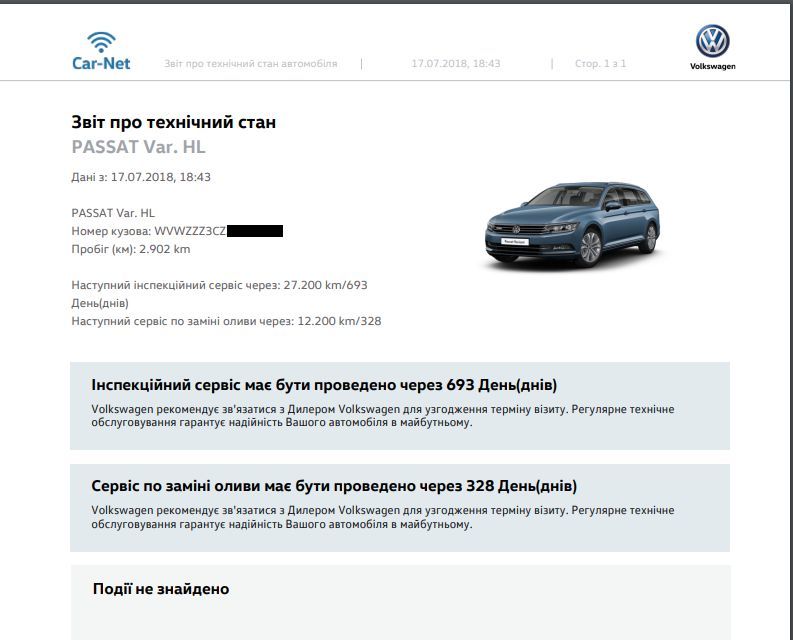 Car-Net
Звіт про технічний стан автомобіля | 17.07.2018, 18:43 | Стор. 1 з 1
Volkswagen
Звіт про технічний стан
PASSAT Var. HL
Дані з: 17.07.2018, 18:43
PASSAT Var. HL
Номер кузова: WVWZZZ3CZ
Пробіг (км): 2.902 km
Наступний інспекційний сервіс через: 27.200 km/693
День(днів)
Наступний сервіс по заміні оливи через: 12.200 km/328
Інспекційний сервіс має бути проведено через 693 День(днів)
Volkswagen рекомендує зв'язатися з Дилером Volkswagen для узгодження терміну візиту. Регулярне технічне
обслуговування гарантує надійність Вашого автомобіля в майбутньому.
Сервіс по заміні оливи має бути проведено через 328 День(днів)
Volkswagen рекомендує зв'язатися з Дилером Volkswagen для узгодження терміну візиту. Регулярне технічне
обслуговування гарантує надійність Вашого автомобіля в майбутньому.
Події не знайдено